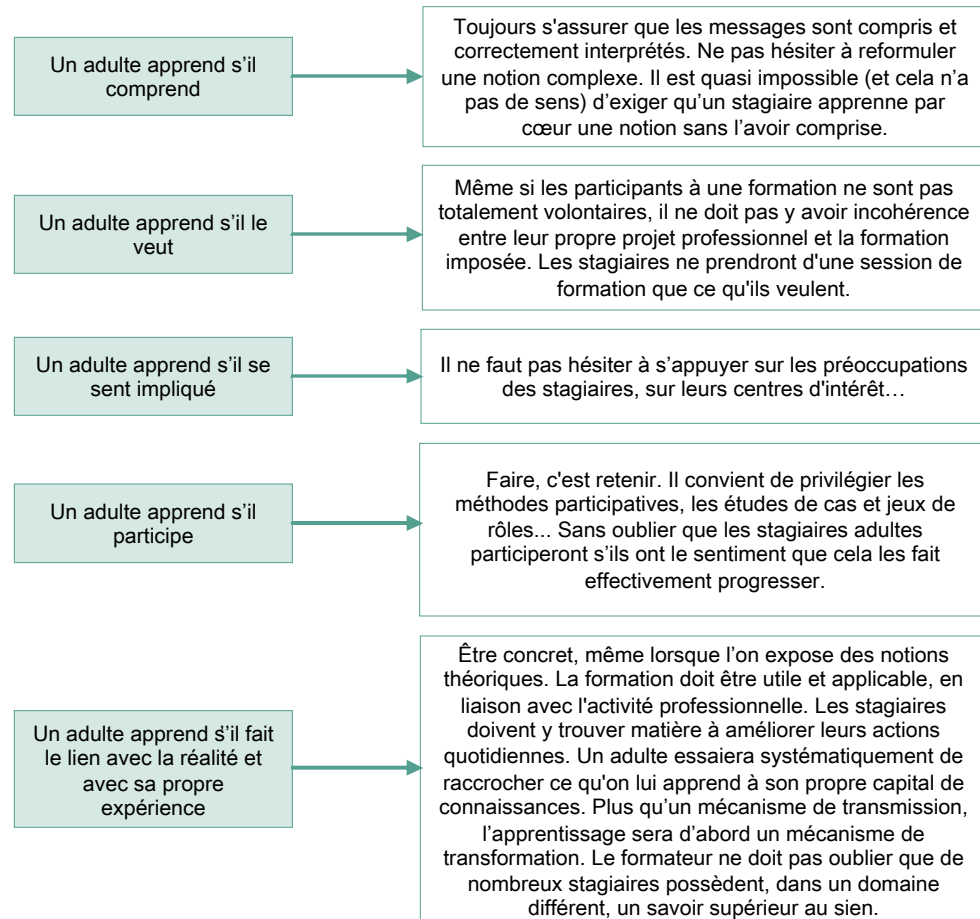 Un adulte apprend s’il
comprend
Toujours s'assurer que les messages sont compris et
correctement interprétés. Ne pas hésiter à reformuler
une notion complexe. Il est quasi impossible (et cela n’a
pas de sens) d’exiger qu’un stagiaire apprenne par
cœur une notion sans l’avoir comprise.
Un adulte apprend s’il le
veut
Même si les participants à une formation ne sont pas
totalement volontaires, il ne doit pas y avoir incohérence
entre leur propre projet professionnel et la formation
imposée. Les stagiaires ne prendront d'une session de
formation que ce qu'ils veulent.
Un adulte apprend s’il se
sent impliqué
Il ne faut pas hésiter à s’appuyer sur les préoccupations
des stagiaires, sur leurs centres d'intérêt…
Un adulte apprend s’il
participe
Faire, c'est retenir. Il convient de privilégier les
méthodes participatives, les études de cas et jeux de
rôles... Sans oublier que les stagiaires adultes
participeront s’ils ont le sentiment que cela les fait
effectivement progresser.
Un adulte apprend s’il fait
le lien avec la réalité et
avec sa propre
expérience
Être concret, même lorsque l’on expose des notions
théoriques. La formation doit être utile et applicable, en
liaison avec l'activité professionnelle. Les stagiaires
doivent y trouver matière à améliorer leurs actions
quotidiennes. Un adulte essaiera systématiquement de
raccrocher ce qu'on lui apprend à son propre capital de
connaissances. Plus qu’un mécanisme de transmission,
l’apprentissage sera d’abord un mécanisme de
transformation. Le formateur ne doit pas oublier que de
nombreux stagiaires possèdent, dans un domaine
différent, un savoir supérieur au sien.